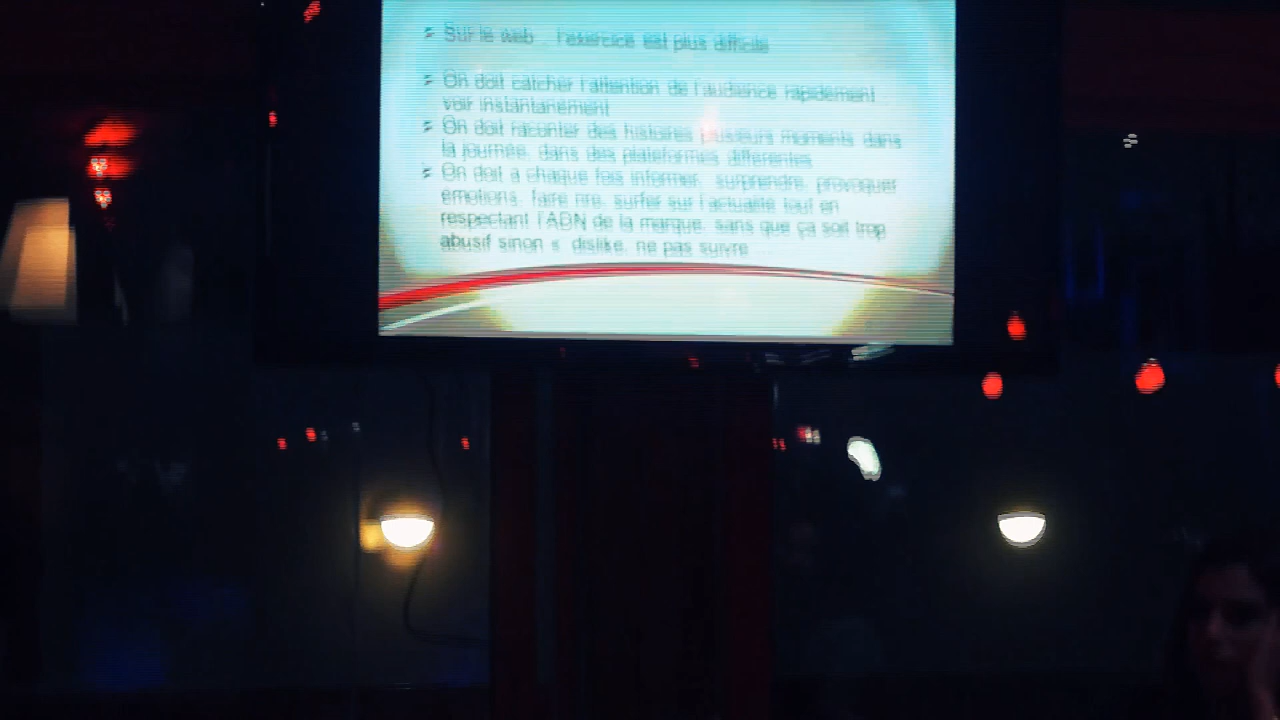 Sur le web l'exercice est plus difficile
On doit catcher l'attention de l'audience rapidement
voir instantanément
On doit raconter des histoires plusieurs moments dans
la journée, dans des plateformes différentes
On doit à chaque fois informer, surprendre, provoquer
émotions, faire rire, surfer sur l'actualité tout en
respectant l'ADN de la marque, sans que ça soit trop
abusif sinon « dislike, ne pas suivre